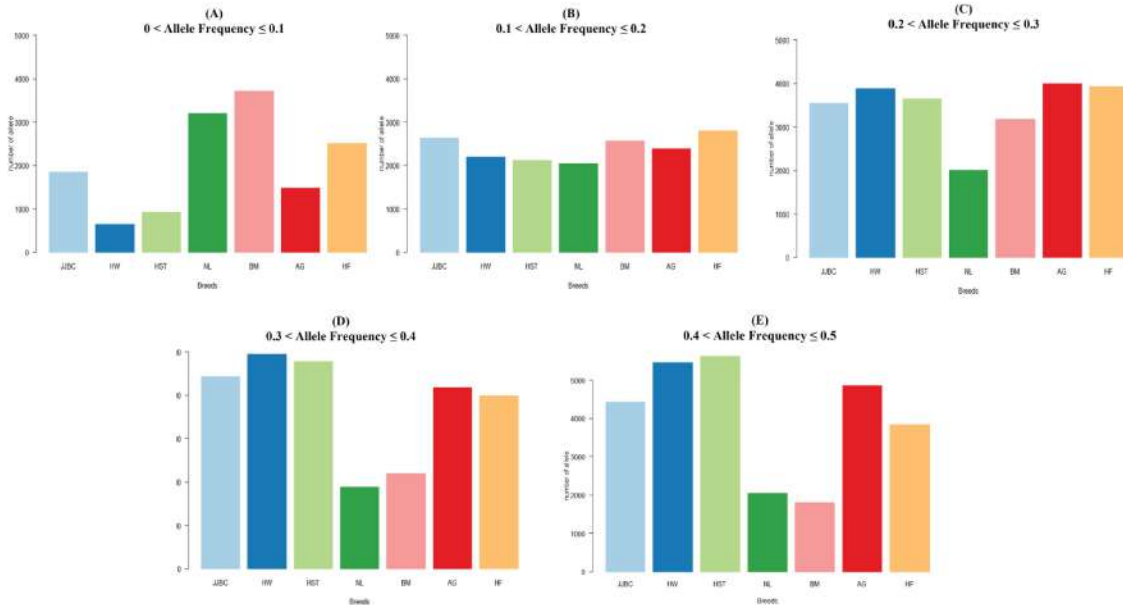 (A)
0 < Allele Frequency ≤ 0.1
5000
4000
3000
2000
1000
0
number of allele
JJBC HW HST NL BM AG HF
Breeds
(B)
0.1 < Allele Frequency ≤ 0.2
5000
4000
3000
2000
1000
0
number of allele
JJBC HW HST NL BM AG HF
Breeds
(C)
0.2 < Allele Frequency ≤ 0.3
5000
4000
3000
2000
1000
0
number of allele
JJBC HW HST NL BM AG HF
Breeds
(D)
0.3 < Allele Frequency ≤ 0.4
JJBC HW HST NL BM AG HF
Breeds
(E)
0.4 < Allele Frequency ≤ 0.5
5000
4000
3000
2000
1000
0
number of allele
JJBC HW HST NL BM AG HF
Breeds